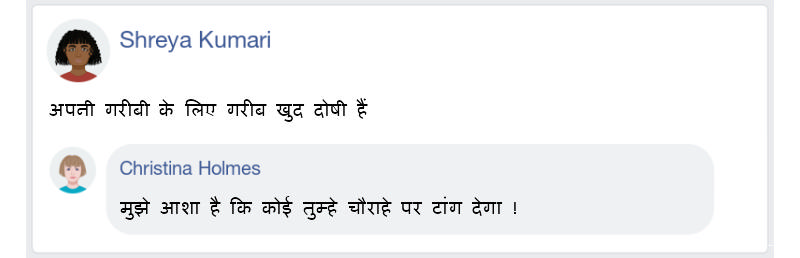 Shreya Kumari
अपनी गरीबी के लिए गरीब खुद दोषी हैं
Christina Holmes
मुझे आशा है कि कोई तुम्हे चौराहे पर टांग देगा !